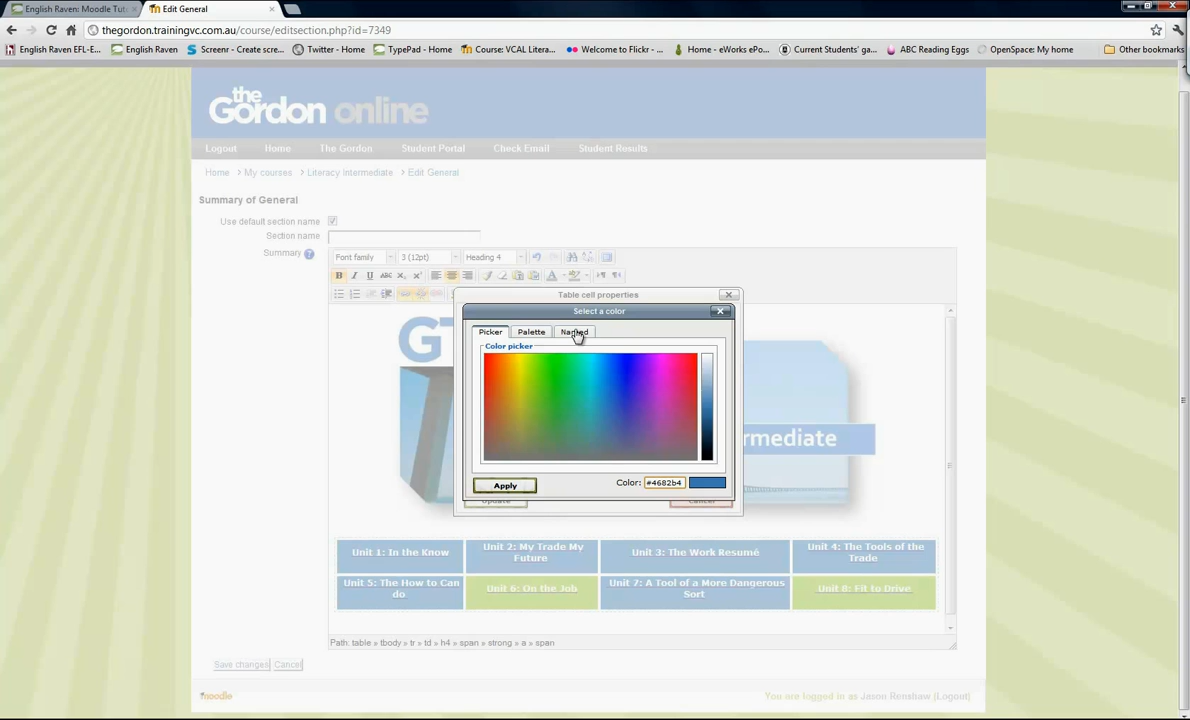 English Raven: Moodle Tut
Edit General
thegordon.trainingvc.com.au/course/editsection.php?id=7349
English Raven EFL-E...
English Raven
Screenr - Create scre...
Twitter - Home
TypePad - Home
Course: VCAL Litera...
Welcome to Flickr - ...
Home - eWorks ePo...
Current Students' ga...
ABC Reading Eggs
OpenSpace: My home
Other bookmarks
the Gordon online
Logout Home The Gordon Student Portal Check Email Student Results
Home My courses Literacy Intermediate Edit General
Summary of General
Use default section name
Section name
Summary
Font family 3 (12pt) Heading 4
Table cell properties
Select a color
Picker Palette Named
Color picker
GT
rmediate
Apply Color: #4682b4
Update Cancel
Unit 1: In the Know
Unit 2: My Trade My
Future
Unit 3: The Work Resumé
Unit 4: The Tools of the
Trade
Unit 5: The How to Can
do
Unit 6: On the Job
Unit 7: A Tool of a More Dangerous
Sort
Unit 8: Fit to Drive
Path: table » tbody » tr » td » h4 » span » strong » a » span
Save changes Cancel
moodle
You are logged in as Jason Renshaw (Logout)